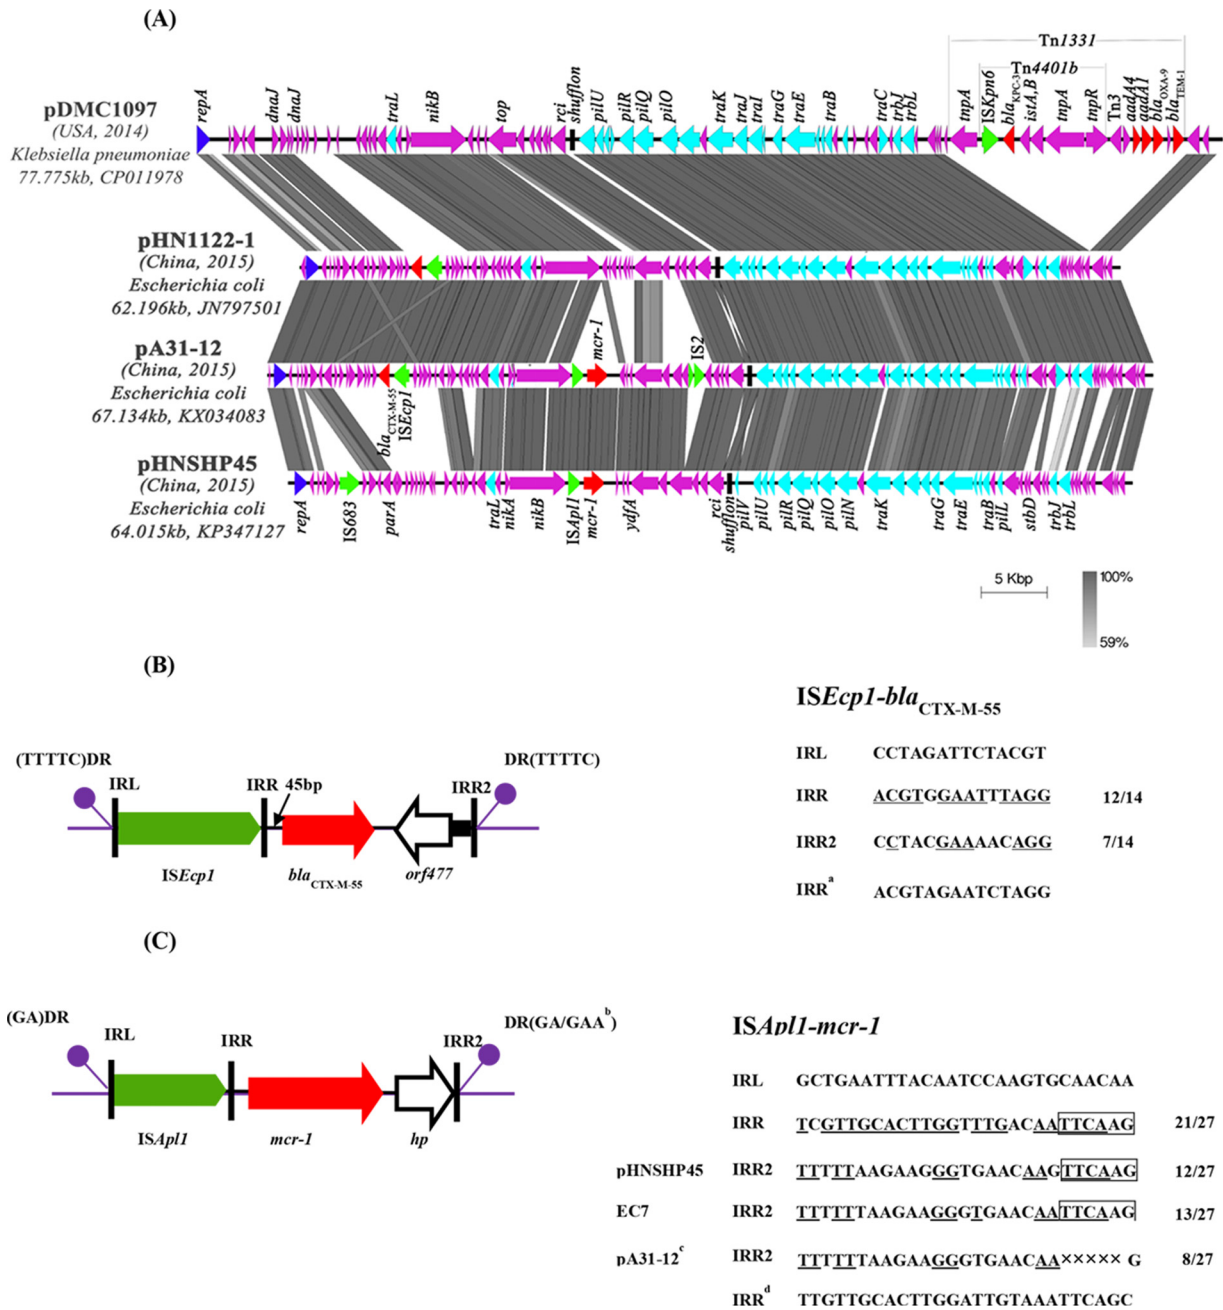 (A)
Tn1331
Tn4401b
repA
dnaJ
dnaJ
traL
nikB
top
rci
shufflon
pilU
pilR
pilQ
pilO
traK
traJ
traI
traG
traE
traB
traC
trbJ
trbL
tnpA
ISKpn6
blaKPC-3
istA,B
tnpA
tnpR
Tn3
aadA4
aadA1
blaOXA-9
blaTEM-1
pDMC1097
(USA, 2014)
Klebsiella pneumoniae
77.775kb, CP011978
pHN1122-1
(China, 2015)
Escherichia coli
62.196kb, JN797501
mcr-1
IS2
pA31-12
(China, 2015)
Escherichia coli
67.134kb, KX034083
blaCTX-M-55
ISEcp1
pHNSHP45
(China, 2015)
Escherichia coli
64.015kb, KP347127
repA
IS683
parA
traL
nikA
nikB
ISApl1
mcr-1
ydfA
rci
shufflon
pilV
pilU
pilR
pilQ
pilO
pilN
traK
traG
traE
traB
pilL
stbD
trbJ
trbL
5 Kbp
100%
59%
(B)
(TTTTC)DR
DR(TTTTC)
IRL
IRR
45bp
IRR2
ISEcp1
blaCTX-M-55
orf477
ISEcp1-blaCTX-M-55
IRL CCTAGATTCTACGT
IRR ACGTGGAATTTAGG 12/14
IRR2 CCTACGAAAACAGG 7/14
IRRa ACGTAGAATCTAGG
(C)
(GA)DR
DR(GA/GAAb)
IRL
IRR
IRR2
ISApl1
mcr-1
hp
ISApl1-mcr-1
IRL GCTGAATTTACAATCCAAGTGCAACAA
IRR TCGTTGCACTTGGTTTGACAATTCAAG 21/27
pHNSHP45 IRR2 TTTTTAAGAAGGGTGAACAAGTTCAAG 12/27
EC7 IRR2 TTTTTTAAGAAGGGTGAACAATTCAAG 13/27
pA31-12c IRR2 TTTTTTAAGAAGGGTGAACAA××××× G 8/27
IRRd TTGTTGCACTTGGATTGTAAATTCAGC